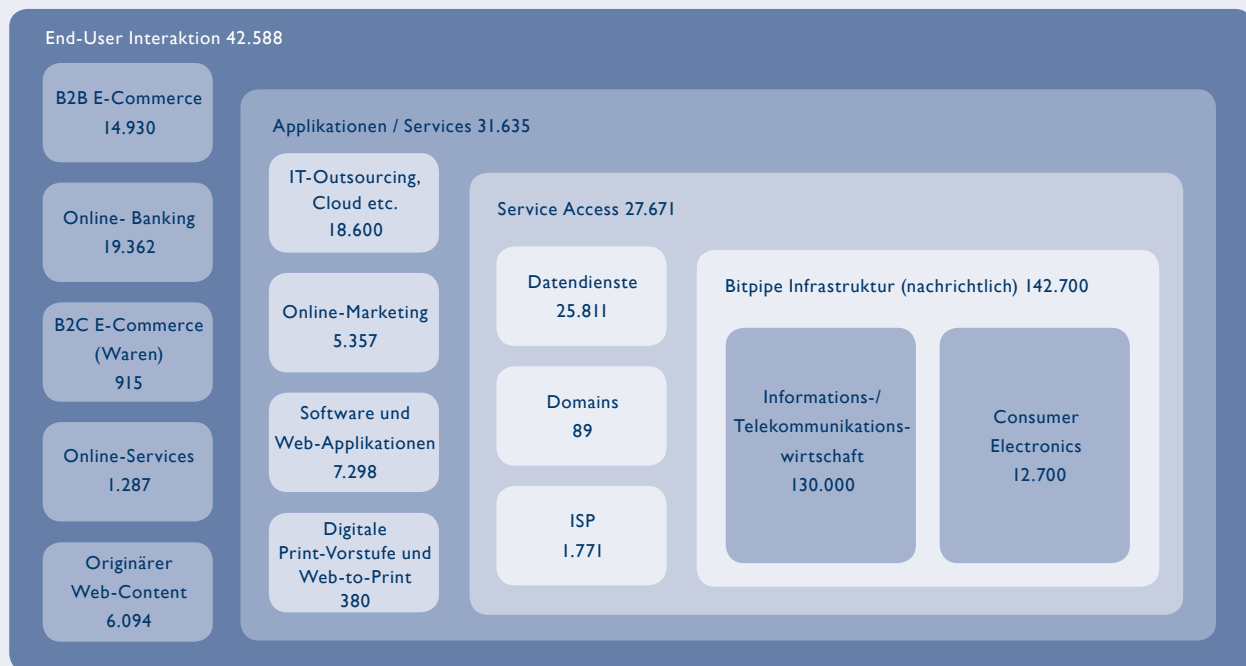 End-User Interaktion 42.588
B2B E-Commerce
14.930
Online- Banking
19.362
B2C E-Commerce
(Waren)
915
Online-Services
1.287
Originärer
Web-Content
6.094
Applikationen / Services 31.635
IT-Outsourcing,
Cloud etc.
18.600
Online-Marketing
5.357
Software und
Web-Applikationen
7.298
Digitale
Print-Vorstufe und
Web-to-Print
380
Service Access 27.671
Datendienste
25.811
Domains
89
ISP
1.771
Bitpipe Infrastruktur (nachrichtlich) 142.700
Informations-/
Telekommunikations-
wirtschaft
130.000
Consumer
Electronics
12.700